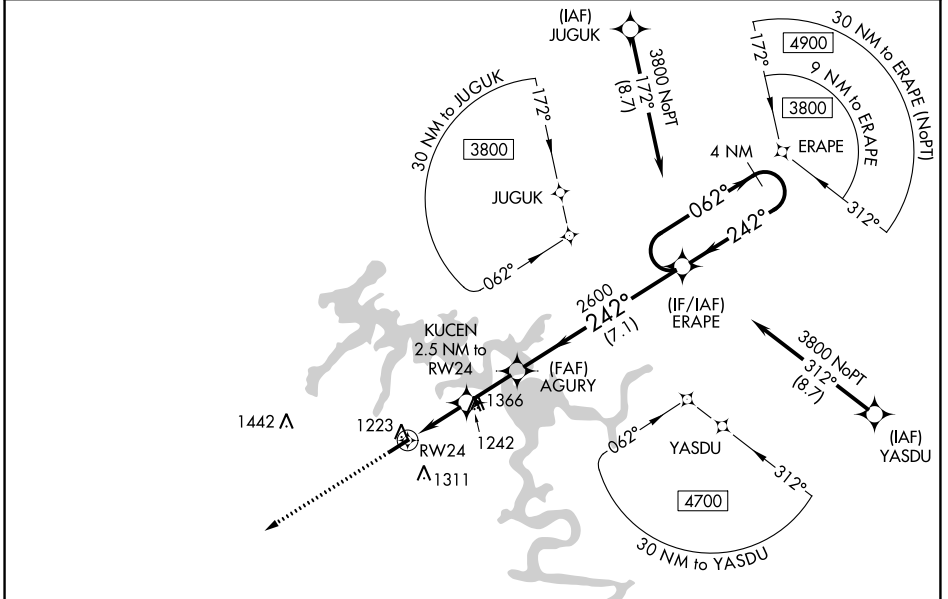 (IAF)
JUGUK
3800 NoPT
172°
(8.7)
30 NM to JUGUK
172°
3800
JUGUK
062°
30 NM to ERAPE (NoPT)
172°
4900
9 NM to ERAPE
3800
ERAPE
312°
4 NM
062°
242°
(IF/IAF)
ERAPE
2600
242°
(7.1)
KUCEN
2.5 NM to
RW24
(FAF)
AGURY
1366
1242
1442
1223
RW24
1311
3800 NoPT
312°
(8.7)
(IAF)
YASDU
062°
YASDU
312°
4700
30 NM to YASDU